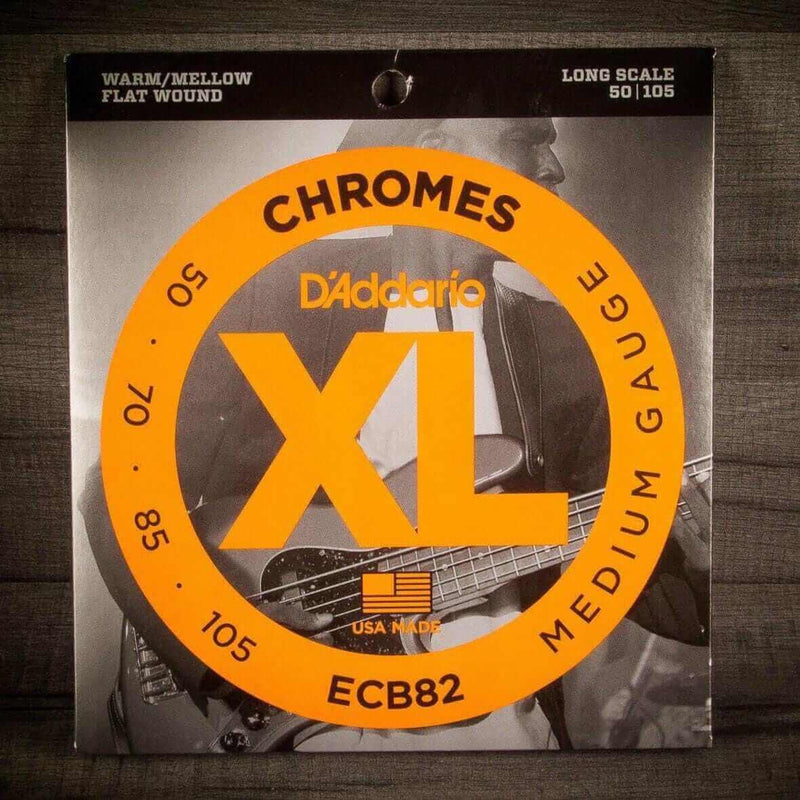 WARM/MELLOW
FLAT WOUND
LONG SCALE
50|105
CHROMES
D'Addario
XL
50 · 70 · 85 · 105
MEDIUM GAUGE
USA MADE
ECB82